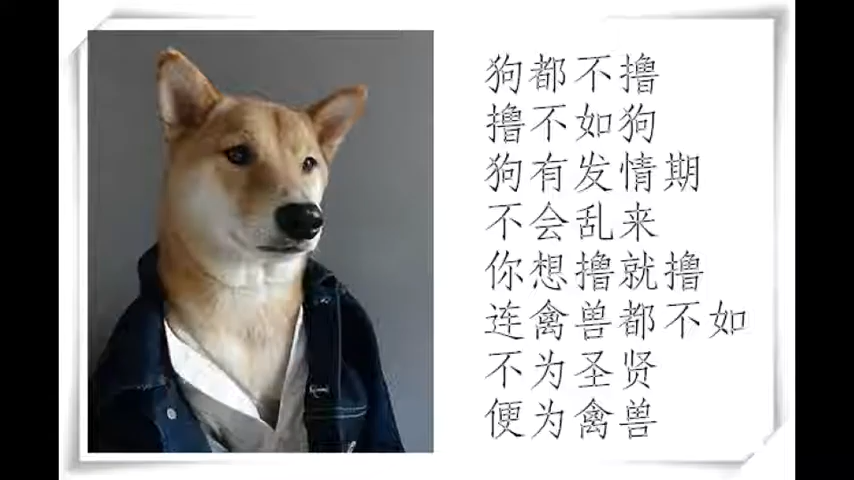 狗都不撸
撸不如狗
狗有发情期
不会乱来
你想撸就撸
连禽兽都不如
不为圣贤
便为禽兽